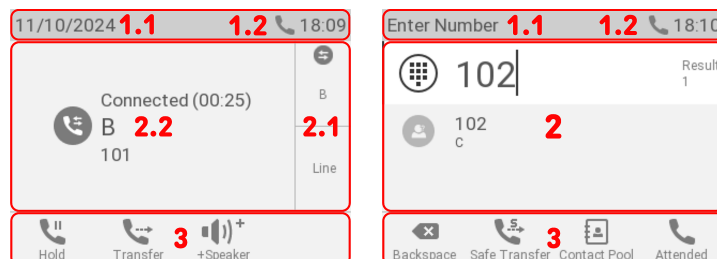 11/10/2024 1.1 1.2 18:09
Connected (00:25)
B 2.2
101
B
2.1
Line
Hold Transfer 3 +Speaker
Enter Number 1.1 1.2 18:10
102
Result
1
102
C
2
Backspace Safe Transfer 3 Contact Pool Attended